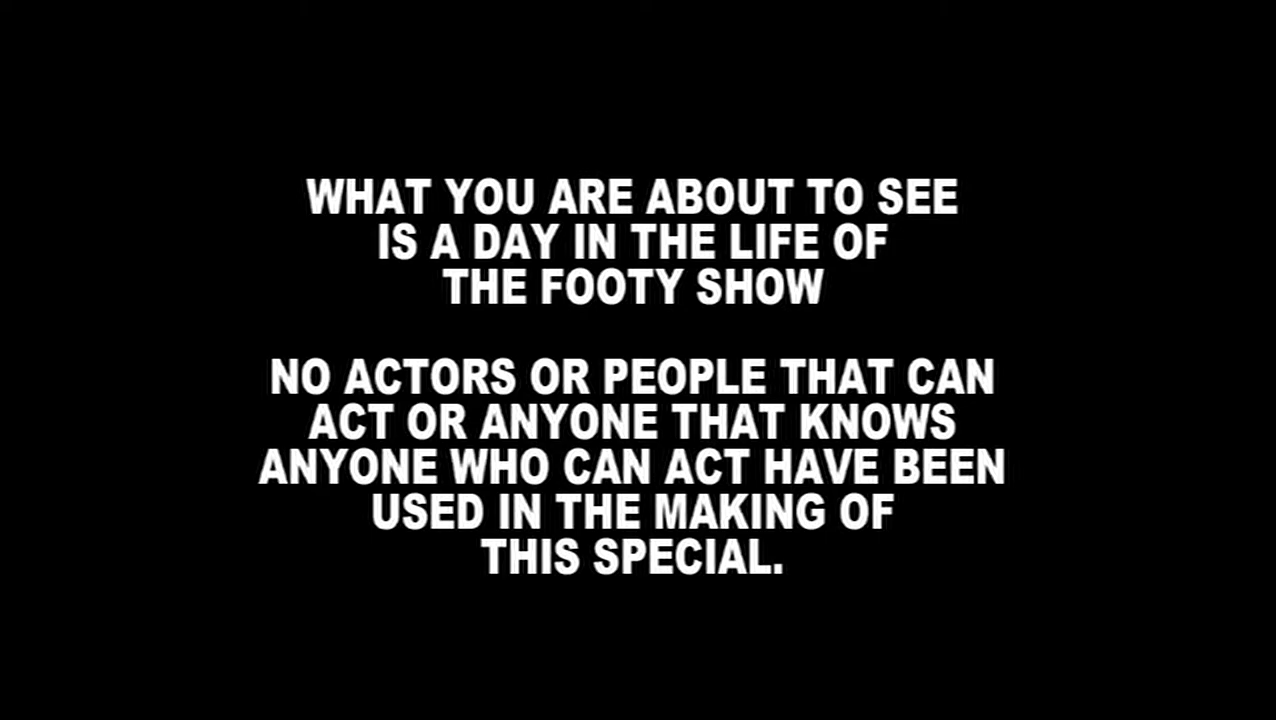 WHAT YOU ARE ABOUT TO SEE
IS A DAY IN THE LIFE OF
THE FOOTY SHOW
NO ACTORS OR PEOPLE THAT CAN
ACT OR ANYONE THAT KNOWS
ANYONE WHO CAN ACT HAVE BEEN
USED IN THE MAKING OF
THIS SPECIAL.